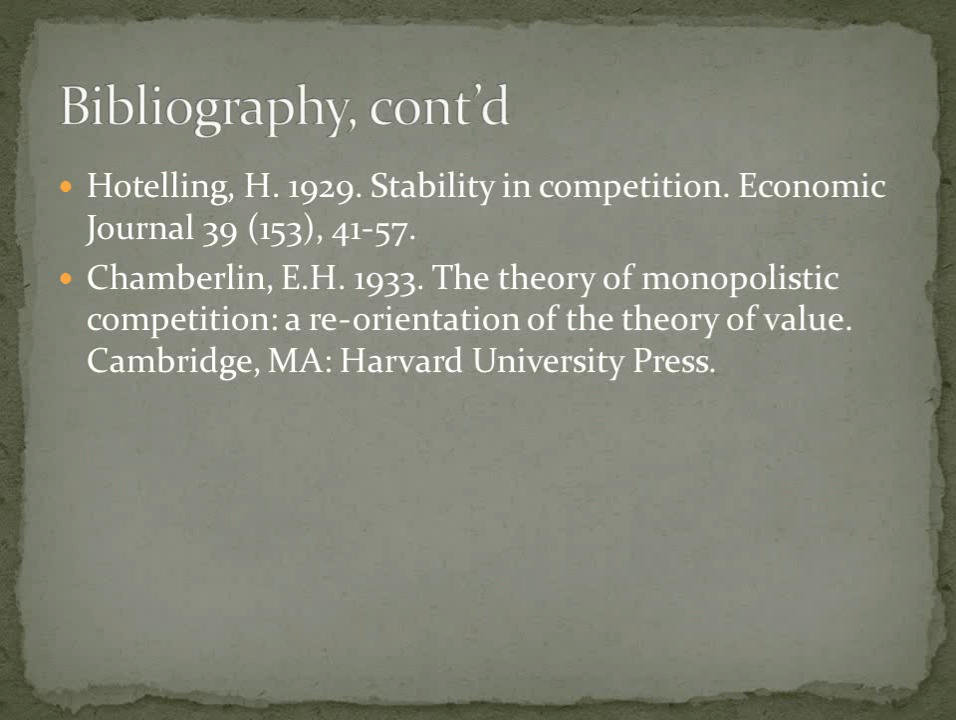 Bibliography, cont’d
• Hotelling, H. 1929. Stability in competition. Economic
Journal 39 (153), 41-57.
• Chamberlin, E.H. 1933. The theory of monopolistic
competition: a re-orientation of the theory of value.
Cambridge, MA: Harvard University Press.